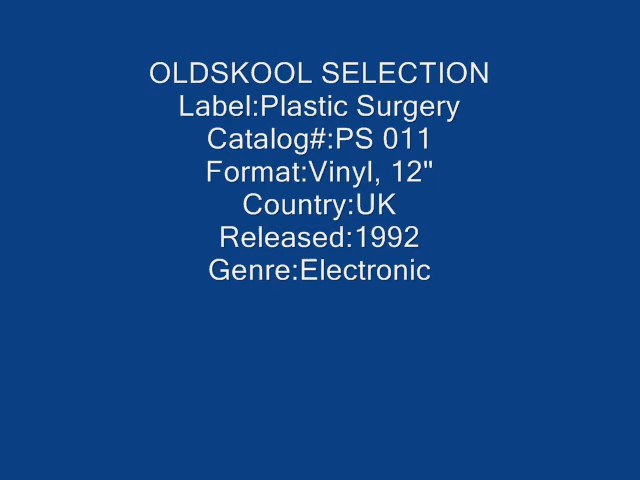 OLDSKOOL SELECTION
Label:Plastic Surgery
Catalog#:PS 011
Format:Vinyl, 12"
Country:UK
Released:1992
Genre:Electronic